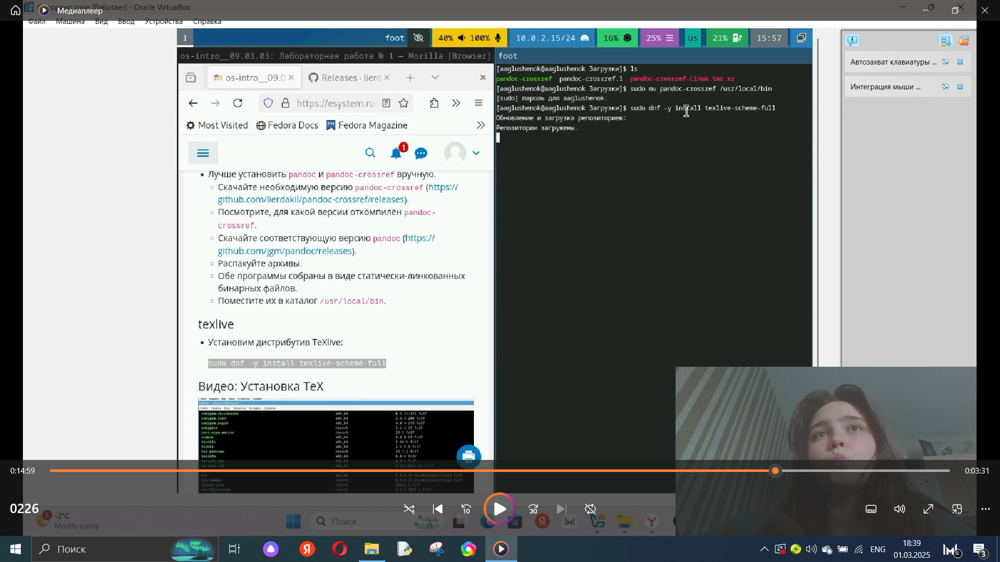 Медиаплеер
[Работает] - Oracle VirtualBox
Файл Машина Вид Ввод Устройства Справка
1
foot
40% 100%
10.0.2.15/24
16%
25%
us
21%
15:57
os-intro__09.03.03: Лабораторная работа № 1 — Mozilla [Browser]
foot
os-intro__09.0
Releases · lierd
https://esystem.ru
Most Visited
Fedora Docs
Fedora Magazine
1
• Лучше установить pandoc и pandoc-crossref вручную.
◦ Скачайте необходимую версию pandoc-crossref (https://
github.com/lierdakil/pandoc-crossref/releases).
◦ Посмотрите, для какой версии откомпилён pandoc-
crossref.
◦ Скачайте соответствующую версию pandoc (https://
github.com/jgm/pandoc/releases).
◦ Распакуйте архивы.
◦ Обе программы собраны в виде статически-линкованных
бинарных файлов.
◦ Поместите их в каталог /usr/local/bin.
texlive
• Установим дистрибутив TeXlive:
sudo dnf -y install texlive-scheme-full
Видео: Установка TeX
[aaglushenok@aaglushenok Загрузки]$ ls
pandoc-crossref pandoc-crossref.1 pandoc-crossref-Linux.tar.xz
[aaglushenok@aaglushenok Загрузки]$ sudo mv pandoc-crossref /usr/local/bin
[sudo] пароль для aaglushenok:
[aaglushenok@aaglushenok Загрузки]$ sudo dnf -y install texlive-scheme-full
Обновление и загрузка репозиториев:
Репозитории загружены.
Автозахват клавиатуры ...
Интеграция мыши ...
0:14:59
0:03:31
0226
10
30
5
-2°C
Mostly sunny
Поиск
Поиск
ENG
18:39
01.03.2025
2
3